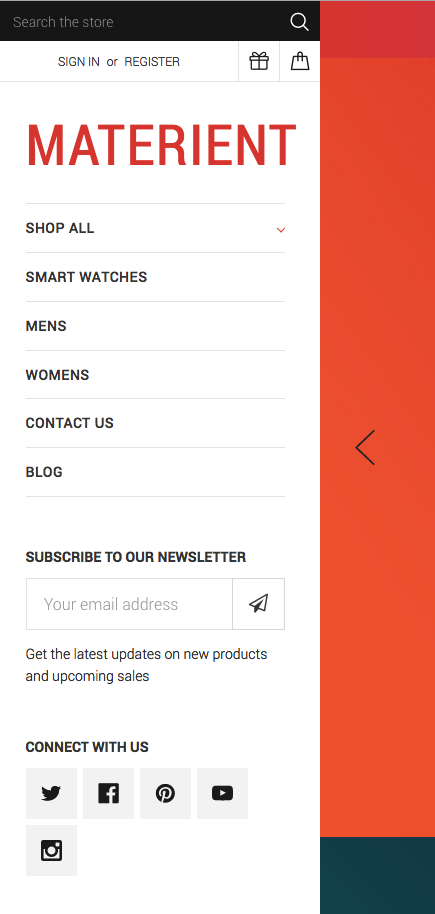 Search the store
SIGN IN or REGISTER
MATERIENT
SHOP ALL
SMART WATCHES
MENS
WOMENS
CONTACT US
BLOG
SUBSCRIBE TO OUR NEWSLETTER
Your email address
Get the latest updates on new products
and upcoming sales
CONNECT WITH US